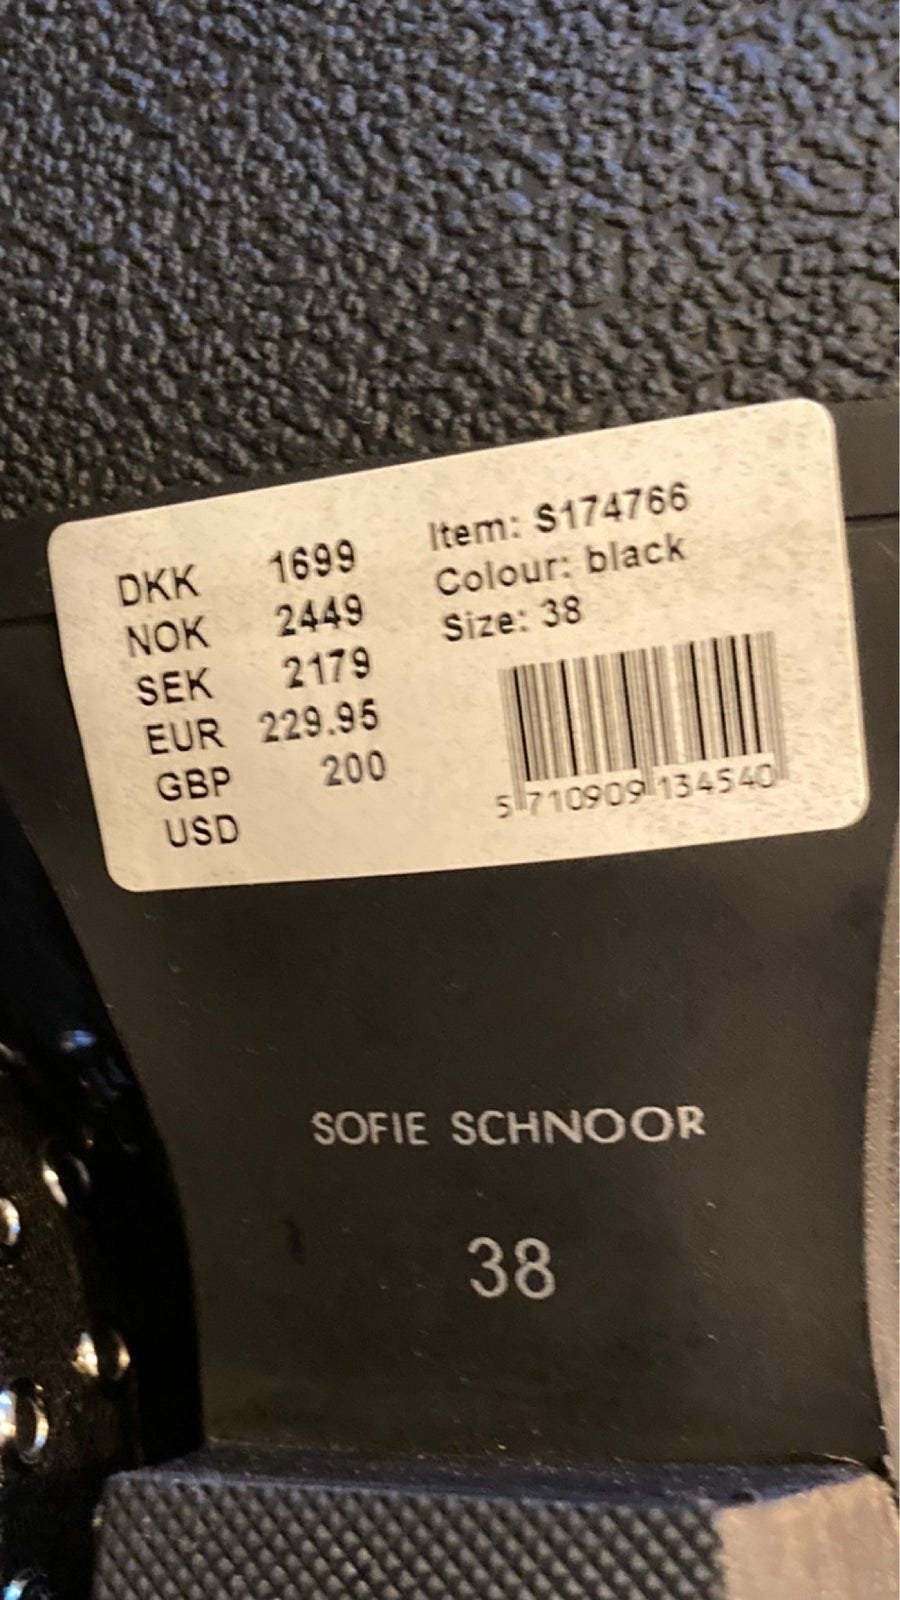 DKK 1699
NOK 2449
SEK 2179
EUR 229.95
GBP 200
USD
Item: S174766
Colour: black
Size: 38
5 710909 134540
SOFIE SCHNOOR
38